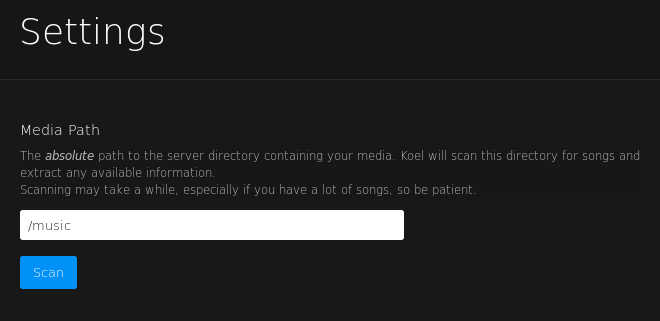 Settings
Media Path
The absolute path to the server directory containing your media. Koel will scan this directory for songs and
extract any available information.
Scanning may take a while, especially if you have a lot of songs, so be patient.
/music
Scan